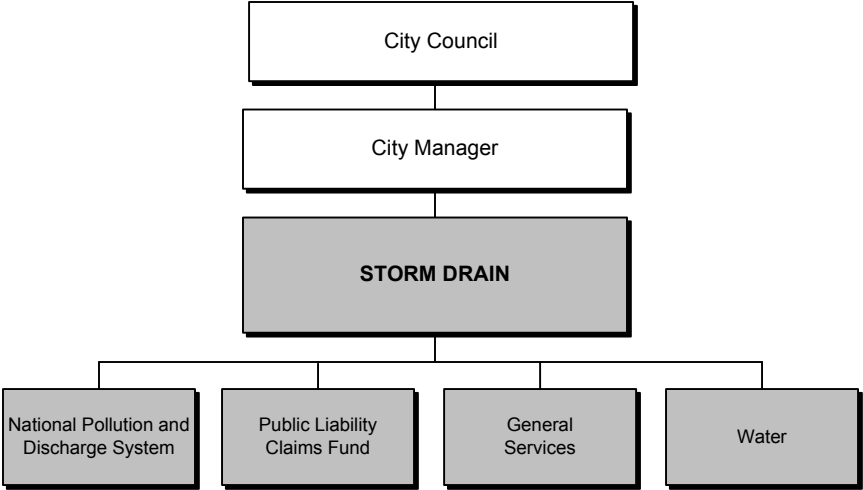 City Council
City Manager
STORM DRAIN
National Pollution and
Discharge System
Public Liability
Claims Fund
General
Services
Water